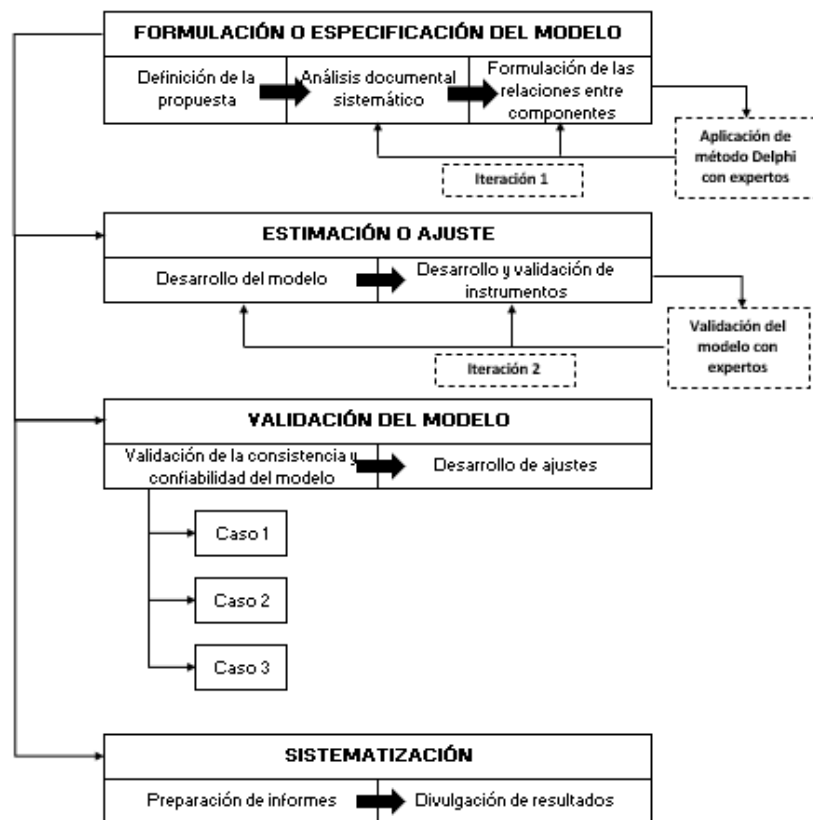 FORMULACIÓN O ESPECIFICACIÓN DEL MODELO
Definición de la
propuesta
Análisis documental
sistemático
Formulación de las
relaciones entre
componentes
Aplicación de
método Delphi
con expertos
Iteración 1
ESTIMACIÓN O AJUSTE
Desarrollo del modelo
Desarrollo y validación de
instrumentos
Validación del
modelo con
expertos
Iteración 2
VALIDACIÓN DEL MODELO
Validación de la consistencia y
confiabilidad del modelo
Desarrollo de ajustes
Caso 1
Caso 2
Caso 3
SISTEMATIZACIÓN
Preparación de informes
Divulgación de resultados